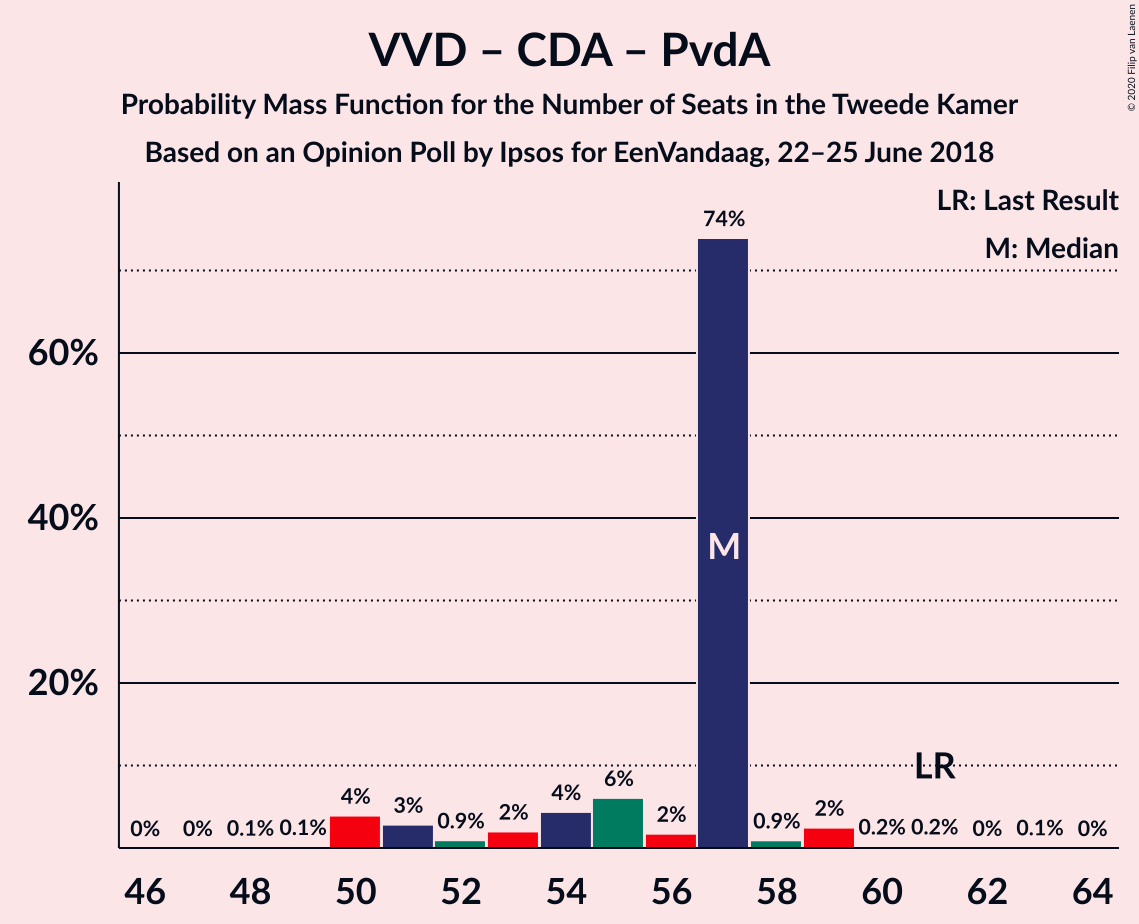 © 2020 Filip van Laenen
VVD – CDA – PvdA
Probability Mass Function for the Number of Seats in the Tweede Kamer
Based on an Opinion Poll by Ipsos for EenVandaag, 22–25 June 2018
LR: Last Result
M: Median
60%
40%
20%
0% 0% 0.1% 0.1% 4% 3% 0.9% 2% 4% 6% 2% 74% 0.9% 2% 0.2% 0.2% 0% 0.1% 0%
M
LR
46 48 50 52 54 56 58 60 62 64